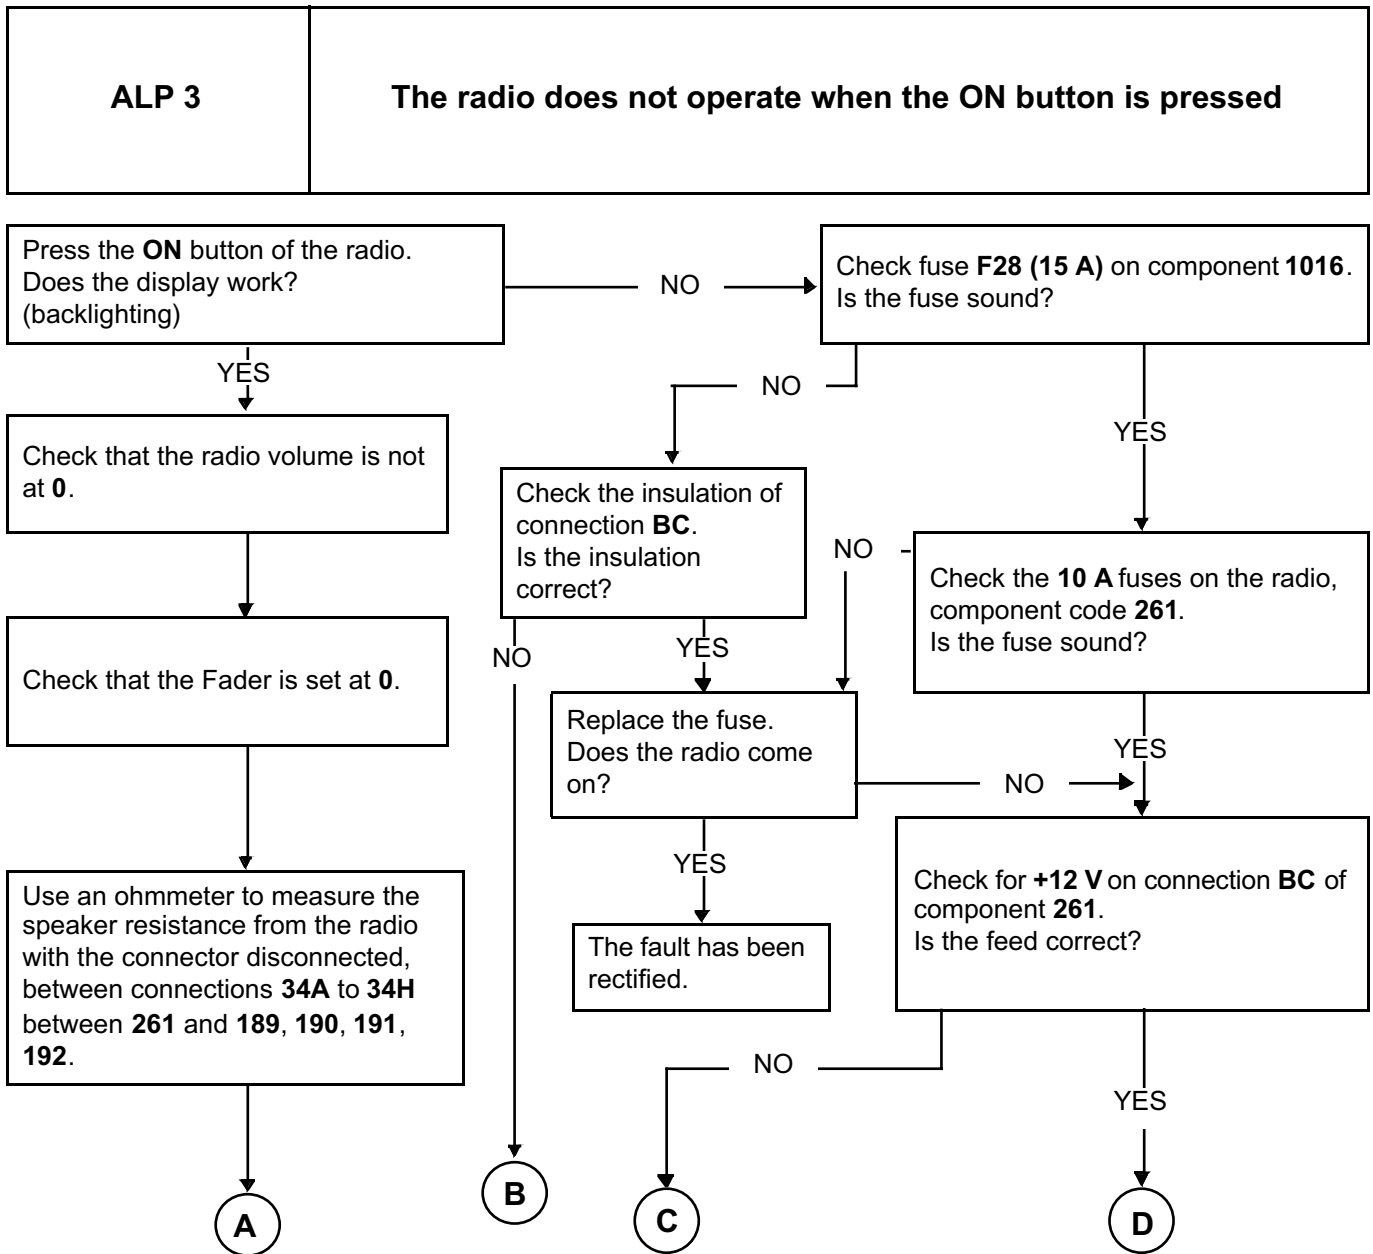 ALP 3
The radio does not operate when the ON button is pressed
Press the ON button of the radio.
Does the display work?
(backlighting)
NO
Check fuse F28 (15 A) on component 1016.
Is the fuse sound?
YES
NO
YES
Check that the radio volume is not
at 0.
Check the insulation of
connection BC.
Is the insulation
correct?
NO
Check the 10 A fuses on the radio,
component code 261.
Is the fuse sound?
Check that the Fader is set at 0.
NO
YES
Replace the fuse.
Does the radio come
on?
YES
NO
YES
Use an ohmmeter to measure the
speaker resistance from the radio
with the connector disconnected,
between connections 34A to 34H
between 261 and 189, 190, 191,
192.
The fault has been
rectified.
Check for +12 V on connection BC of
component 261.
Is the feed correct?
NO
YES
A
B
C
D